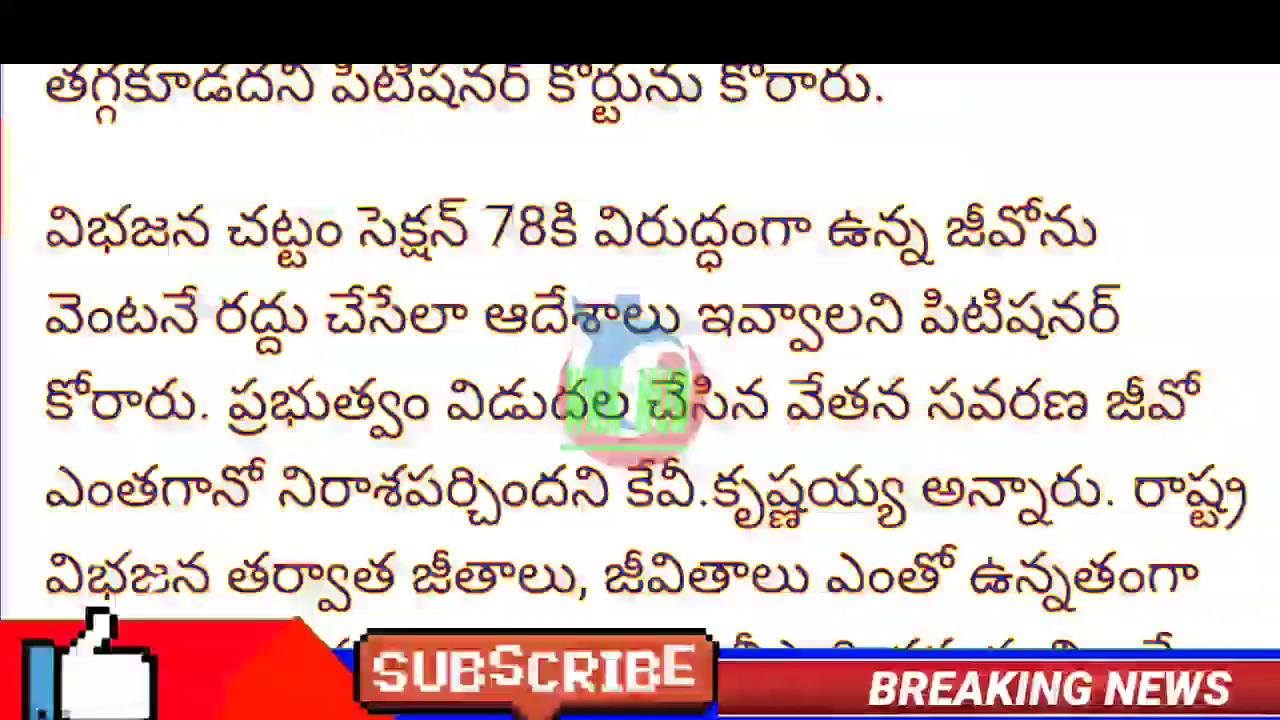 తగ్గకూడదని పిటిషనర్ కోర్టును కోరారు.
విభజన చట్టం సెక్షన్ 78కి విరుద్ధంగా ఉన్న జీవోను
వెంటనే రద్దు చేసేలా ఆదేశాలు ఇవ్వాలని పిటిషనర్
కోరారు. ప్రభుత్వం విడుదల చేసిన వేతన సవరణ జీవో
ఎంతగానో నిరాశపర్చిందని కేవీ.కృష్ణయ్య అన్నారు. రాష్ట్ర
విభజన తర్వాత జీతాలు, జీవితాలు ఎంతో ఉన్నతంగా
SUBSCRIBE
BREAKING NEWS